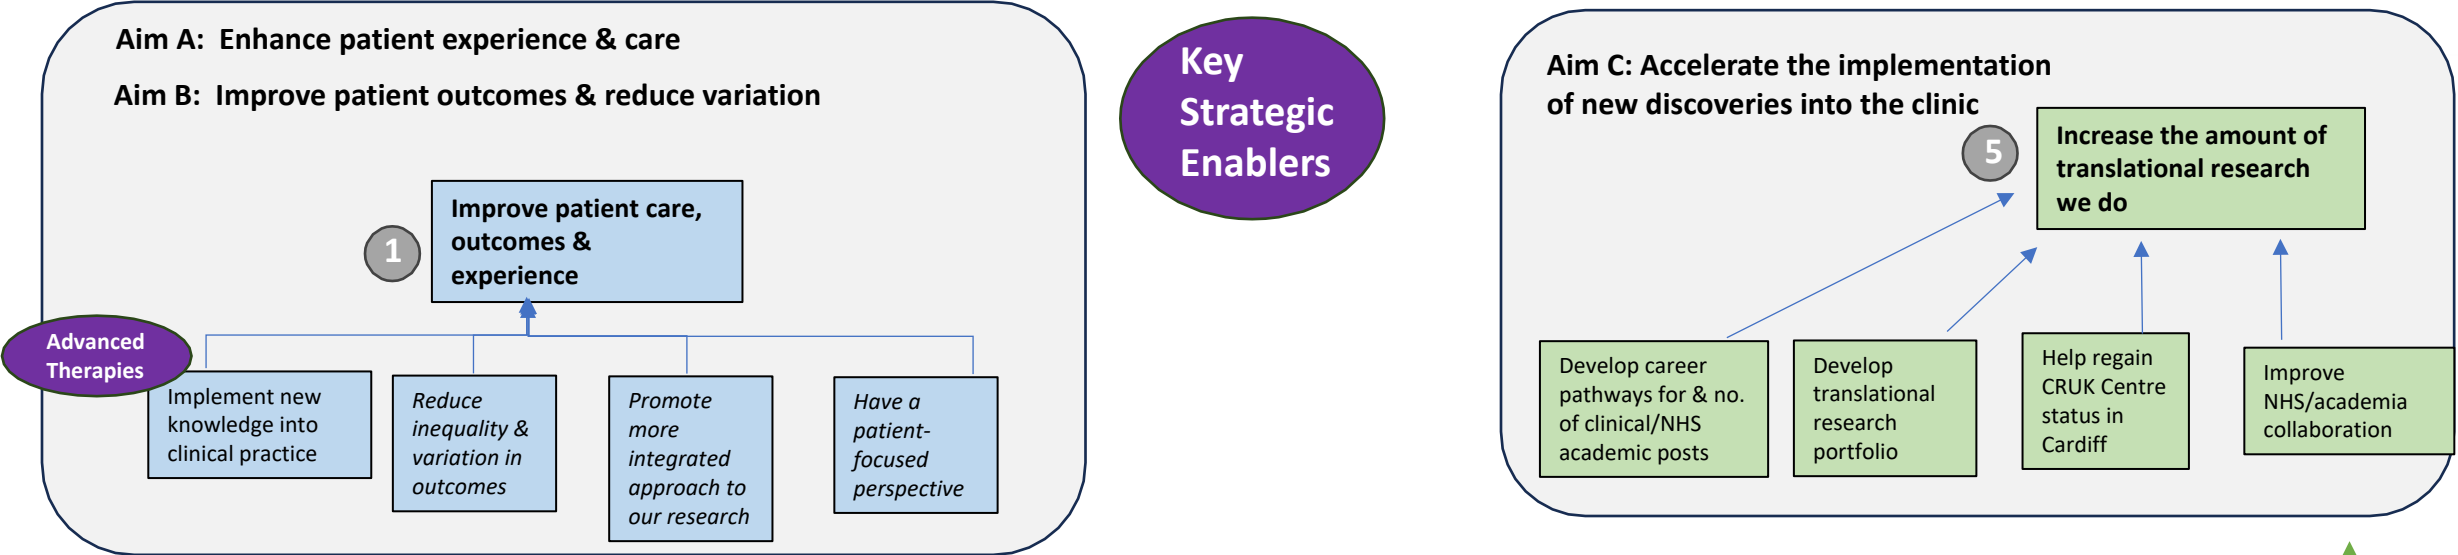 Aim A: Enhance patient experience & care
Aim B: Improve patient outcomes & reduce variation
1
Improve patient care,
outcomes &
experience
Advanced
Therapies
Implement new
knowledge into
clinical practice
Reduce
inequality &
variation in
outcomes
Promote
more
integrated
approach to
our research
Have a
patient-
focused
perspective
Key
Strategic
Enablers
Aim C: Accelerate the implementation
of new discoveries into the clinic
5
Increase the amount of
translational research
we do
Develop career
pathways for & no.
of clinical/NHS
academic posts
Develop
translational
research
portfolio
Help regain
CRUK Centre
status in
Cardiff
Improve
NHS/academia
collaboration